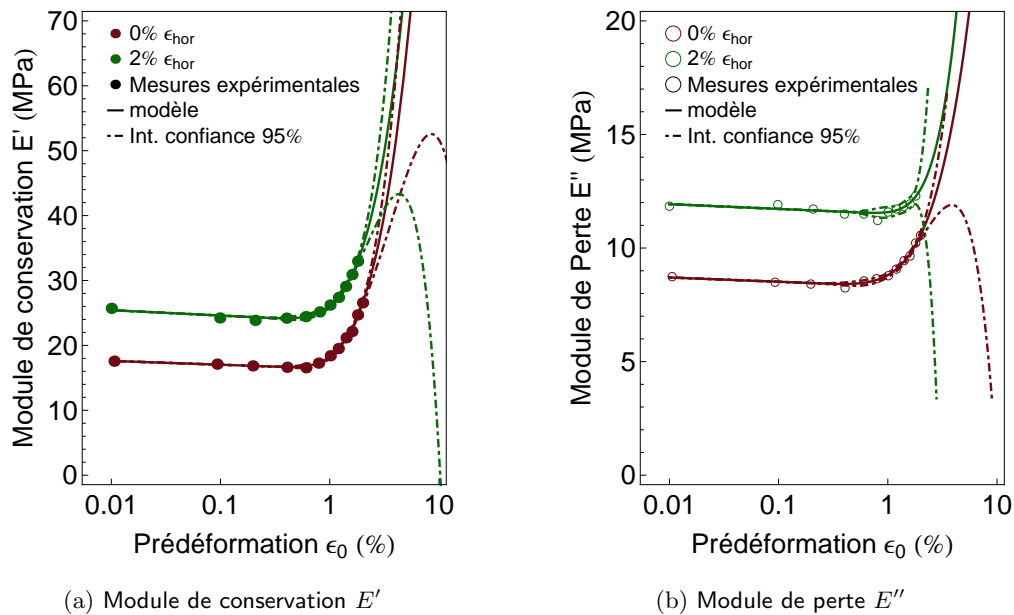 70
60
50
40
30
20
10
0
Module de conservation E' (MPa)
0% ϵhor
2% ϵhor
Mesures expérimentales
modèle
Int. confiance 95%
0.01 0.1 1 10
Prédéformation ϵ0 (%)
(a) Module de conservation E′
20
15
10
5
0
Module de Perte E'' (MPa)
0% ϵhor
2% ϵhor
Mesures expérimentales
modèle
Int. confiance 95%
0.01 0.1 1 10
Prédéformation ϵ0 (%)
(b) Module de perte E′′